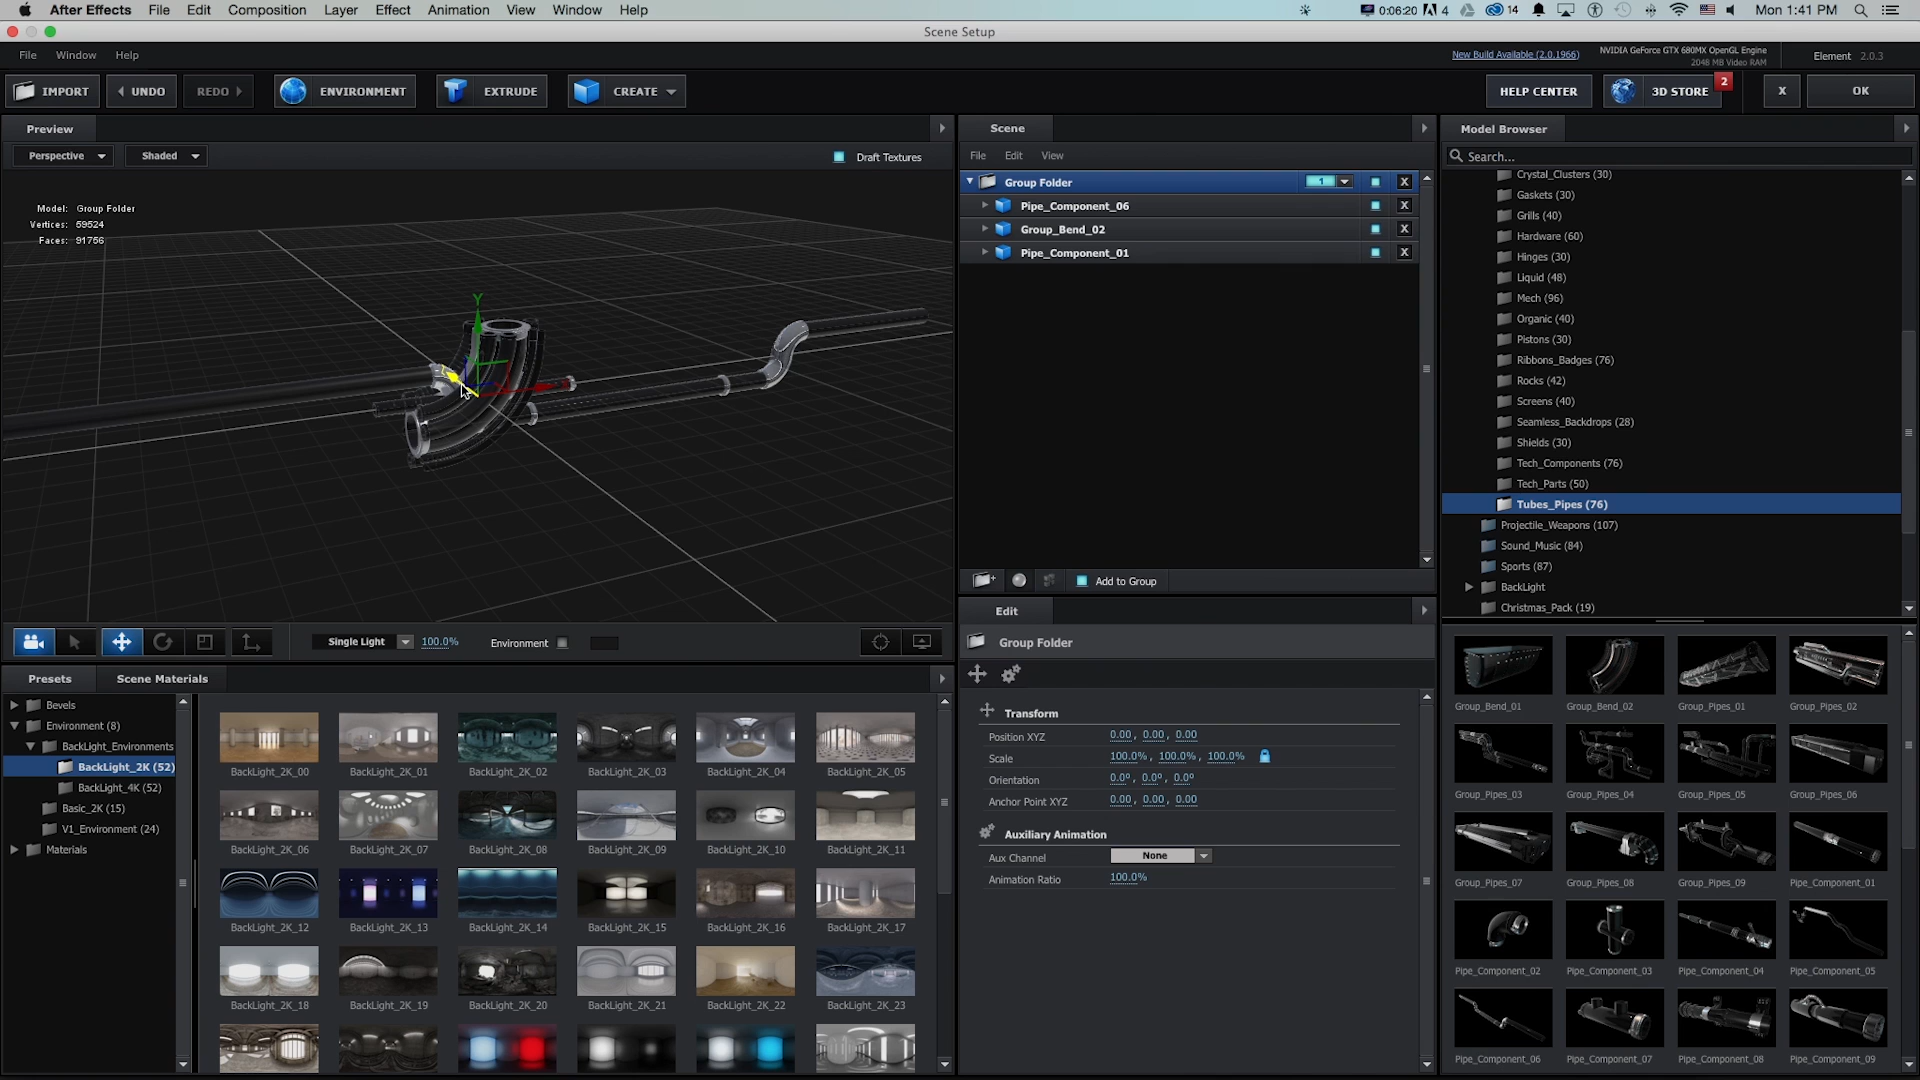 After Effects File Edit Composition Layer Effect Animation View Window Help 0:06:20 4 14 Mon 1:41 PM
Scene Setup
File Window Help New Build Available (2.0.1966) NVIDIA GeForce GTX 680MX OpenGL Engine Element 2.0.3
2048 MB Video RAM
IMPORT UNDO REDO ENVIRONMENT EXTRUDE CREATE HELP CENTER 3D STORE 2 X OK
Preview
Perspective Shaded Draft Textures
Model: Group Folder
Vertices: 59524
Faces: 91756
Y
Single Light 100.0% Environment
Scene
File Edit View
Group Folder 1 X
Pipe_Component_06 X
Group_Bend_02 X
Pipe_Component_01 X
Add to Group
Model Browser
Search...
Crystal_Clusters (30)
Gaskets (30)
Grills (40)
Hardware (60)
Hinges (30)
Liquid (48)
Mech (96)
Organic (40)
Pistons (30)
Ribbons_Badges (76)
Rocks (42)
Screens (40)
Seamless_Backdrops (28)
Shields (30)
Tech_Components (76)
Tech_Parts (50)
Tubes_Pipes (76)
Projectile_Weapons (107)
Sound_Music (84)
Sports (87)
BackLight
Christmas_Pack (19)
Presets Scene Materials
Bevels
Environment (8)
BackLight_Environments
BackLight_2K (52)
BackLight_4K (52)
Basic_2K (15)
V1_Environment (24)
Materials
BackLight_2K_00 BackLight_2K_01 BackLight_2K_02 BackLight_2K_03 BackLight_2K_04 BackLight_2K_05
BackLight_2K_06 BackLight_2K_07 BackLight_2K_08 BackLight_2K_09 BackLight_2K_10 BackLight_2K_11
BackLight_2K_12 BackLight_2K_13 BackLight_2K_14 BackLight_2K_15 BackLight_2K_16 BackLight_2K_17
BackLight_2K_18 BackLight_2K_19 BackLight_2K_20 BackLight_2K_21 BackLight_2K_22 BackLight_2K_23
Edit
Group Folder
Transform
Position XYZ 0.00, 0.00, 0.00
Scale 100.0%, 100.0%, 100.0%
Orientation 0.0°, 0.0°, 0.0°
Anchor Point XYZ 0.00, 0.00, 0.00
Auxiliary Animation
Aux Channel None
Animation Ratio 100.0%
Group_Bend_01 Group_Bend_02 Group_Pipes_01 Group_Pipes_02
Group_Pipes_03 Group_Pipes_04 Group_Pipes_05 Group_Pipes_06
Group_Pipes_07 Group_Pipes_08 Group_Pipes_09 Pipe_Component_01
Pipe_Component_02 Pipe_Component_03 Pipe_Component_04 Pipe_Component_05
Pipe_Component_06 Pipe_Component_07 Pipe_Component_08 Pipe_Component_09